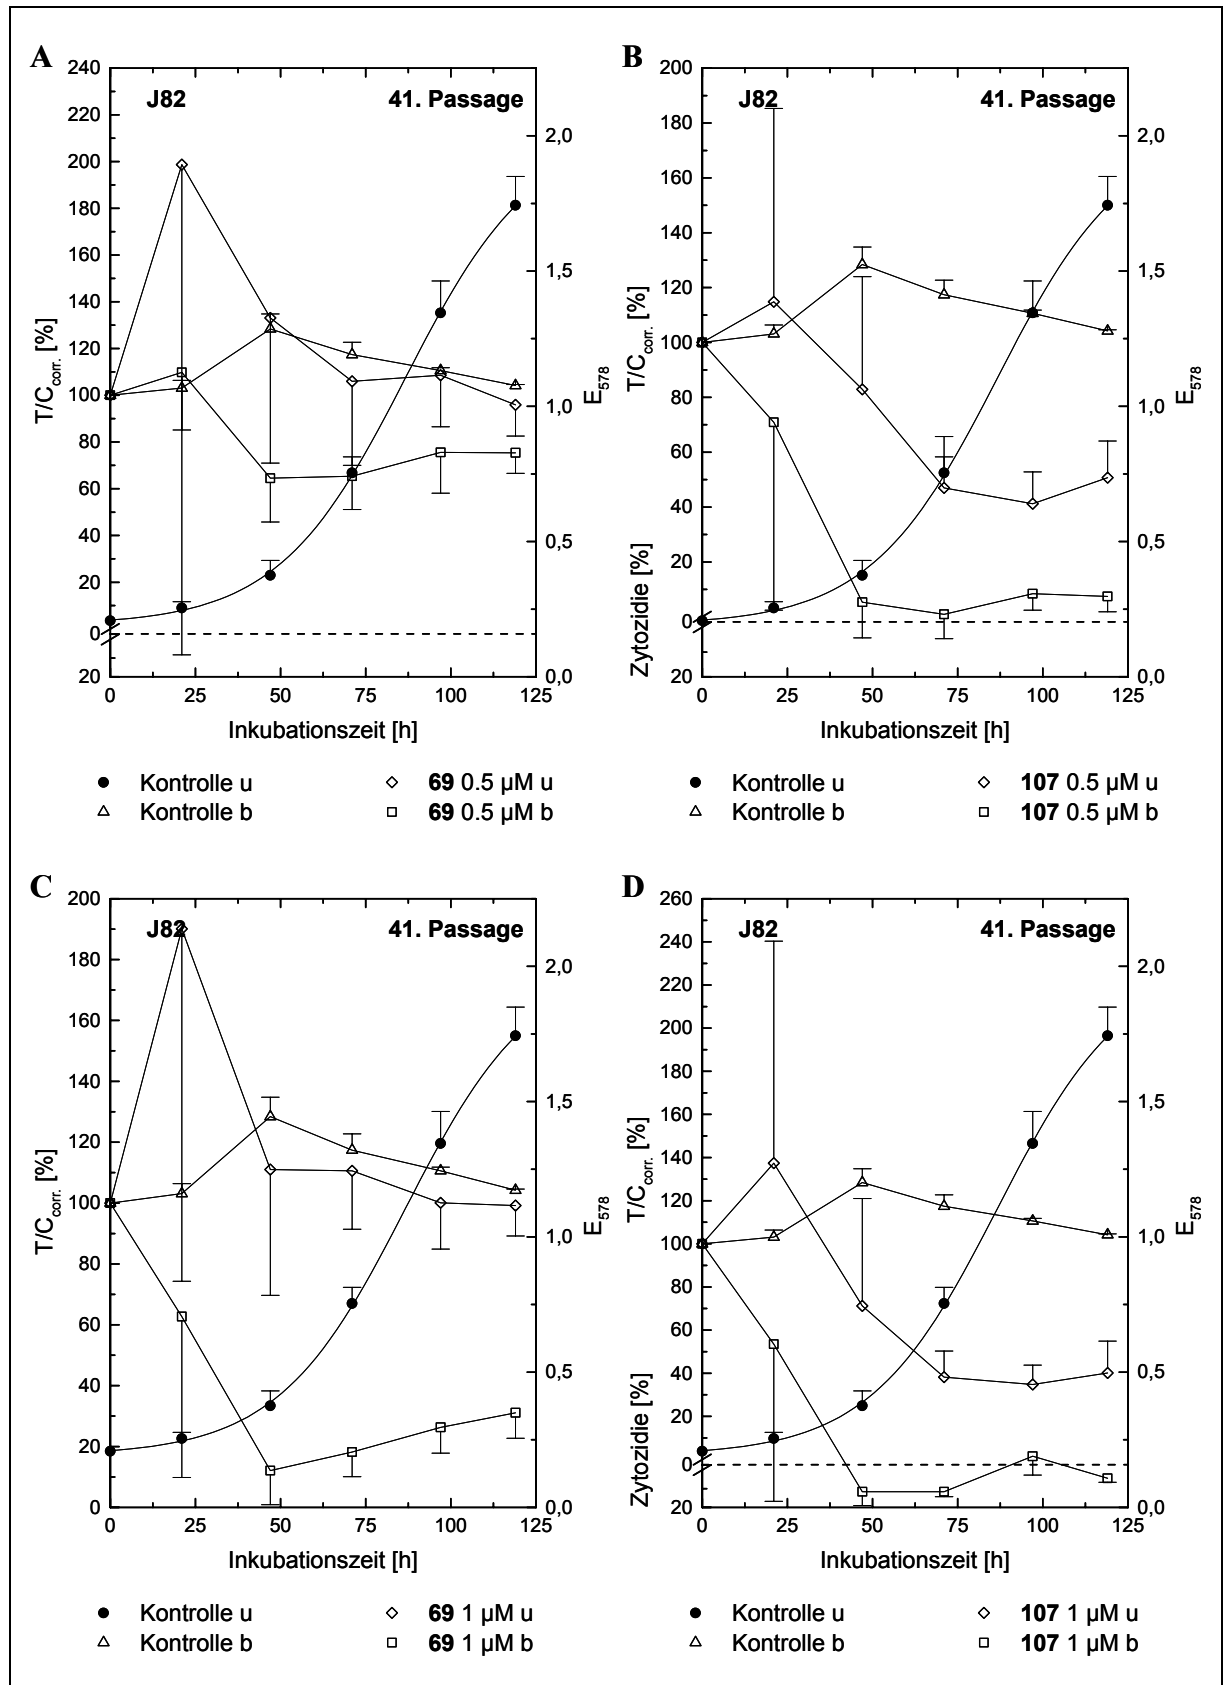 A
J82 41. Passage
240
220
200
180
160
140
120
100
80
60
40
20
0
20
T/Ccorr. [%]
2,0
1,5
1,0
0,5
0,0
E578
0 25 50 75 100 125
Inkubationszeit [h]
Kontrolle u 69 0.5 µM u
Kontrolle b 69 0.5 µM b
B
J82 41. Passage
200
180
160
140
120
100
80
60
40
20
0
20
T/Ccorr. [%]
Zytozidie [%]
2,0
1,5
1,0
0,5
0,0
E578
0 25 50 75 100 125
Inkubationszeit [h]
Kontrolle u 107 0.5 µM u
Kontrolle b 107 0.5 µM b
C
J82 41. Passage
200
180
160
140
120
100
80
60
40
20
0
T/Ccorr. [%]
2,0
1,5
1,0
0,5
0,0
E578
0 25 50 75 100 125
Inkubationszeit [h]
Kontrolle u 69 1 µM u
Kontrolle b 69 1 µM b
D
J82 41. Passage
260
240
220
200
180
160
140
120
100
80
60
40
20
0
20
T/Ccorr. [%]
Zytozidie [%]
2,0
1,5
1,0
0,5
0,0
E578
0 25 50 75 100 125
Inkubationszeit [h]
Kontrolle u 107 1 µM u
Kontrolle b 107 1 µM b